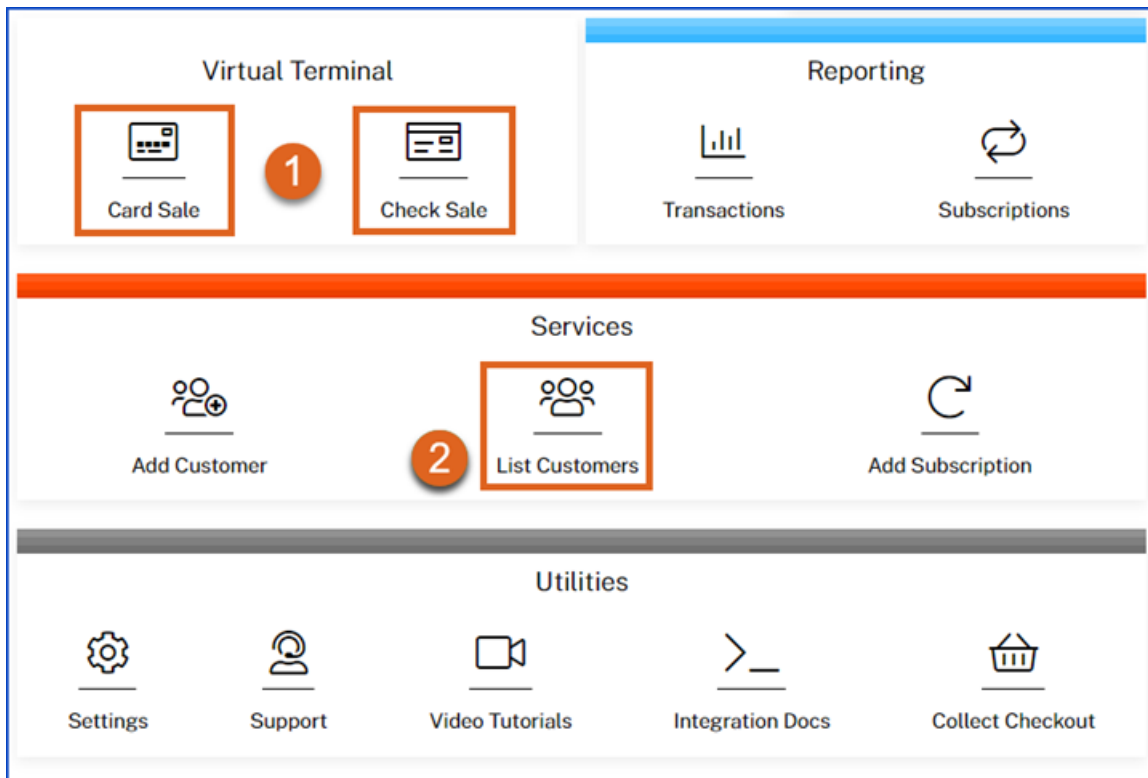 Virtual Terminal
Reporting
1
Card Sale
Check Sale
Transactions
Subscriptions
Services
2
Add Customer
List Customers
Add Subscription
Utilities
Settings
Support
Video Tutorials
Integration Docs
Collect Checkout